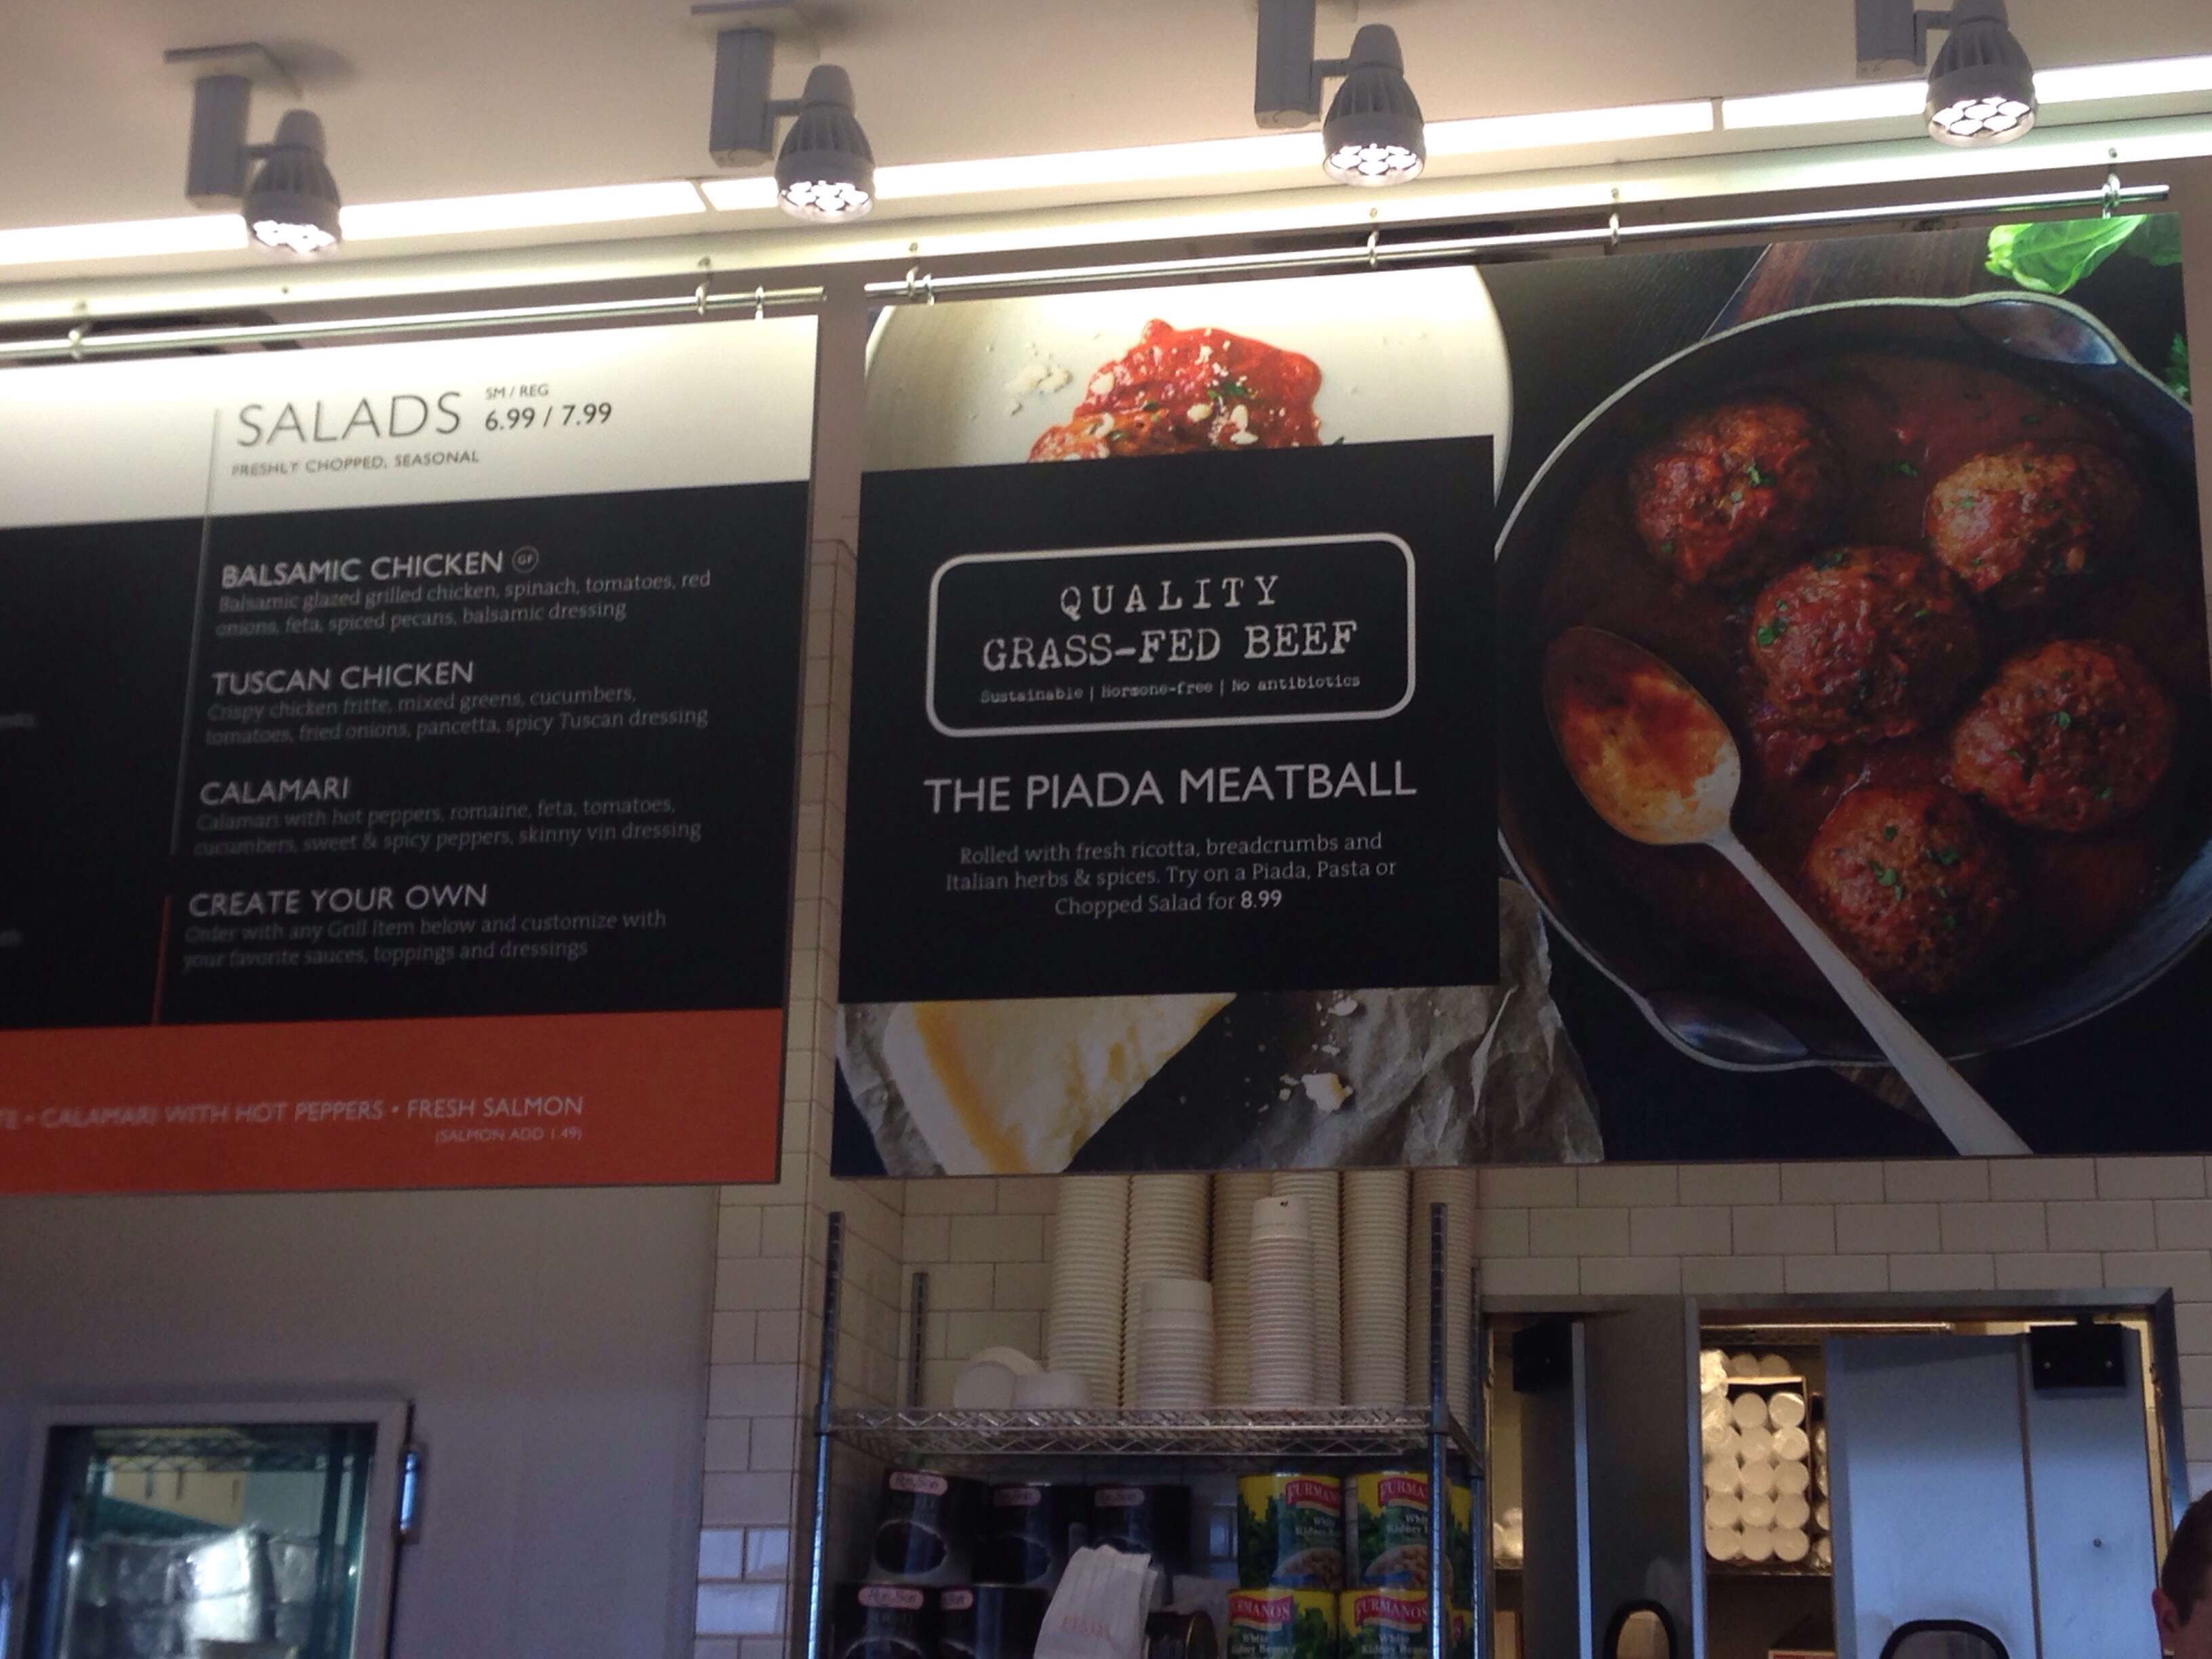 SALADS
SM / REG
6.99 / 7.99
FRESHLY CHOPPED, SEASONAL
BALSAMIC CHICKEN GF
Balsamic glazed grilled chicken, spinach, tomatoes, red
onions, feta, spiced pecans, balsamic dressing
TUSCAN CHICKEN
Crispy chicken fritte, mixed greens, cucumbers,
tomatoes, fried onions, pancetta, spicy Tuscan dressing
CALAMARI
Calamari with hot peppers, romaine, feta, tomatoes,
cucumbers, sweet & spicy peppers, skinny vin dressing
CREATE YOUR OWN
Order with any Grill Item below and customize with
your favorite sauces, toppings and dressings
• CALAMARI WITH HOT PEPPERS • FRESH SALMON
(SALMON ADD 1.49)
QUALITY
GRASS-FED BEEF
Sustainable | Hormone-free | No antibiotics
THE PIADA MEATBALL
Rolled with fresh ricotta, breadcrumbs and
Italian herbs & spices. Try on a Piada, Pasta or
Chopped Salad for 8.99
FURMANO'S
White
Kidney Beans